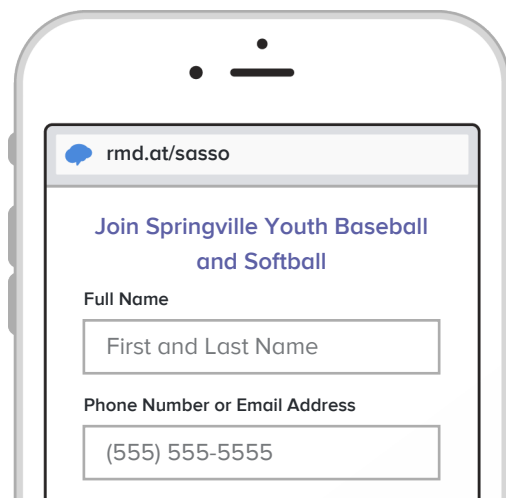 rmd.at/sasso
Join Springville Youth Baseball
and Softball
Full Name
First and Last Name
Phone Number or Email Address
(555) 555-5555